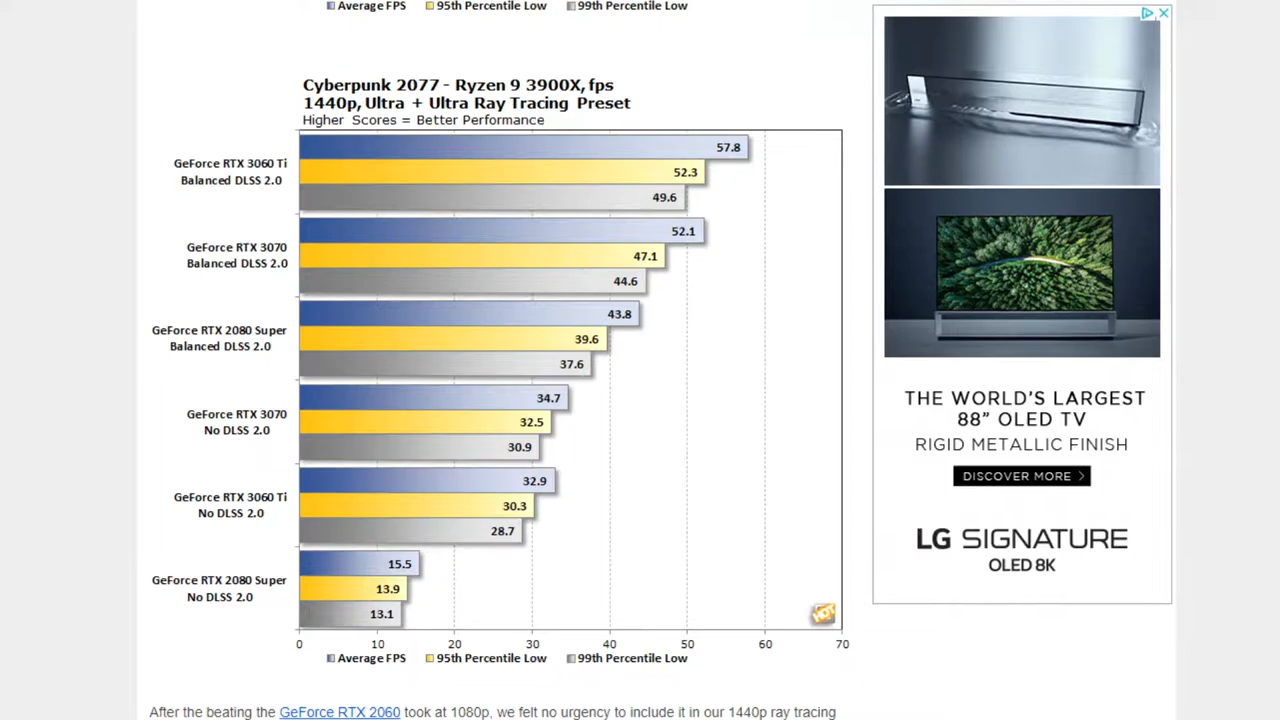 Average FPS 95th Percentile Low 99th Percentile Low
Cyberpunk 2077 - Ryzen 9 3900X, fps
1440p, Ultra + Ultra Ray Tracing Preset
Higher Scores = Better Performance
GeForce RTX 3060 Ti
Balanced DLSS 2.0
57.8
52.3
49.6
GeForce RTX 3070
Balanced DLSS 2.0
52.1
47.1
44.6
GeForce RTX 2080 Super
Balanced DLSS 2.0
43.8
39.6
37.6
GeForce RTX 3070
No DLSS 2.0
34.7
32.5
30.9
GeForce RTX 3060 Ti
No DLSS 2.0
32.9
30.3
28.7
GeForce RTX 2080 Super
No DLSS 2.0
15.5
13.9
13.1
HOT
0 10 20 30 40 50 60 70
Average FPS 95th Percentile Low 99th Percentile Low
After the beating the GeForce RTX 2060 took at 1080p, we felt no urgency to include it in our 1440p ray tracing
THE WORLD'S LARGEST
88” OLED TV
RIGID METALLIC FINISH
DISCOVER MORE >
LG SIGNATURE
OLED 8K